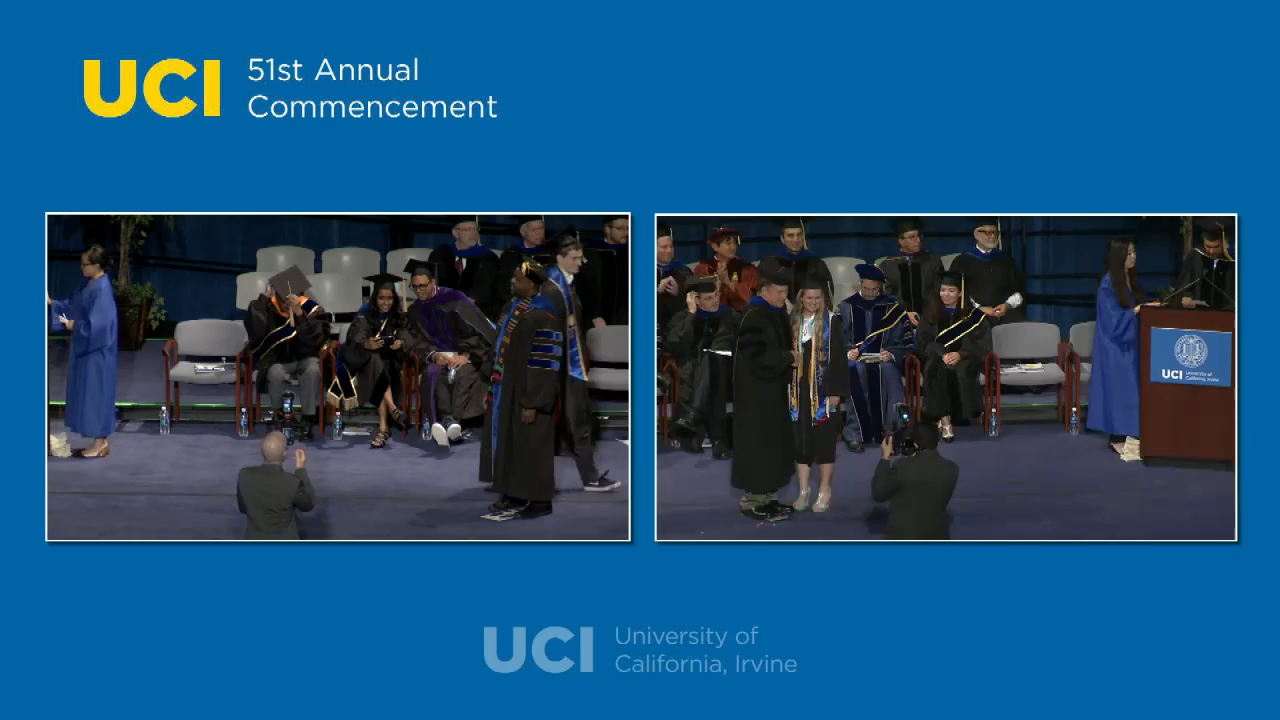 UCI
51st Annual
Commencement
UCI
University of
California, Irvine
UCI
University of
California, Irvine